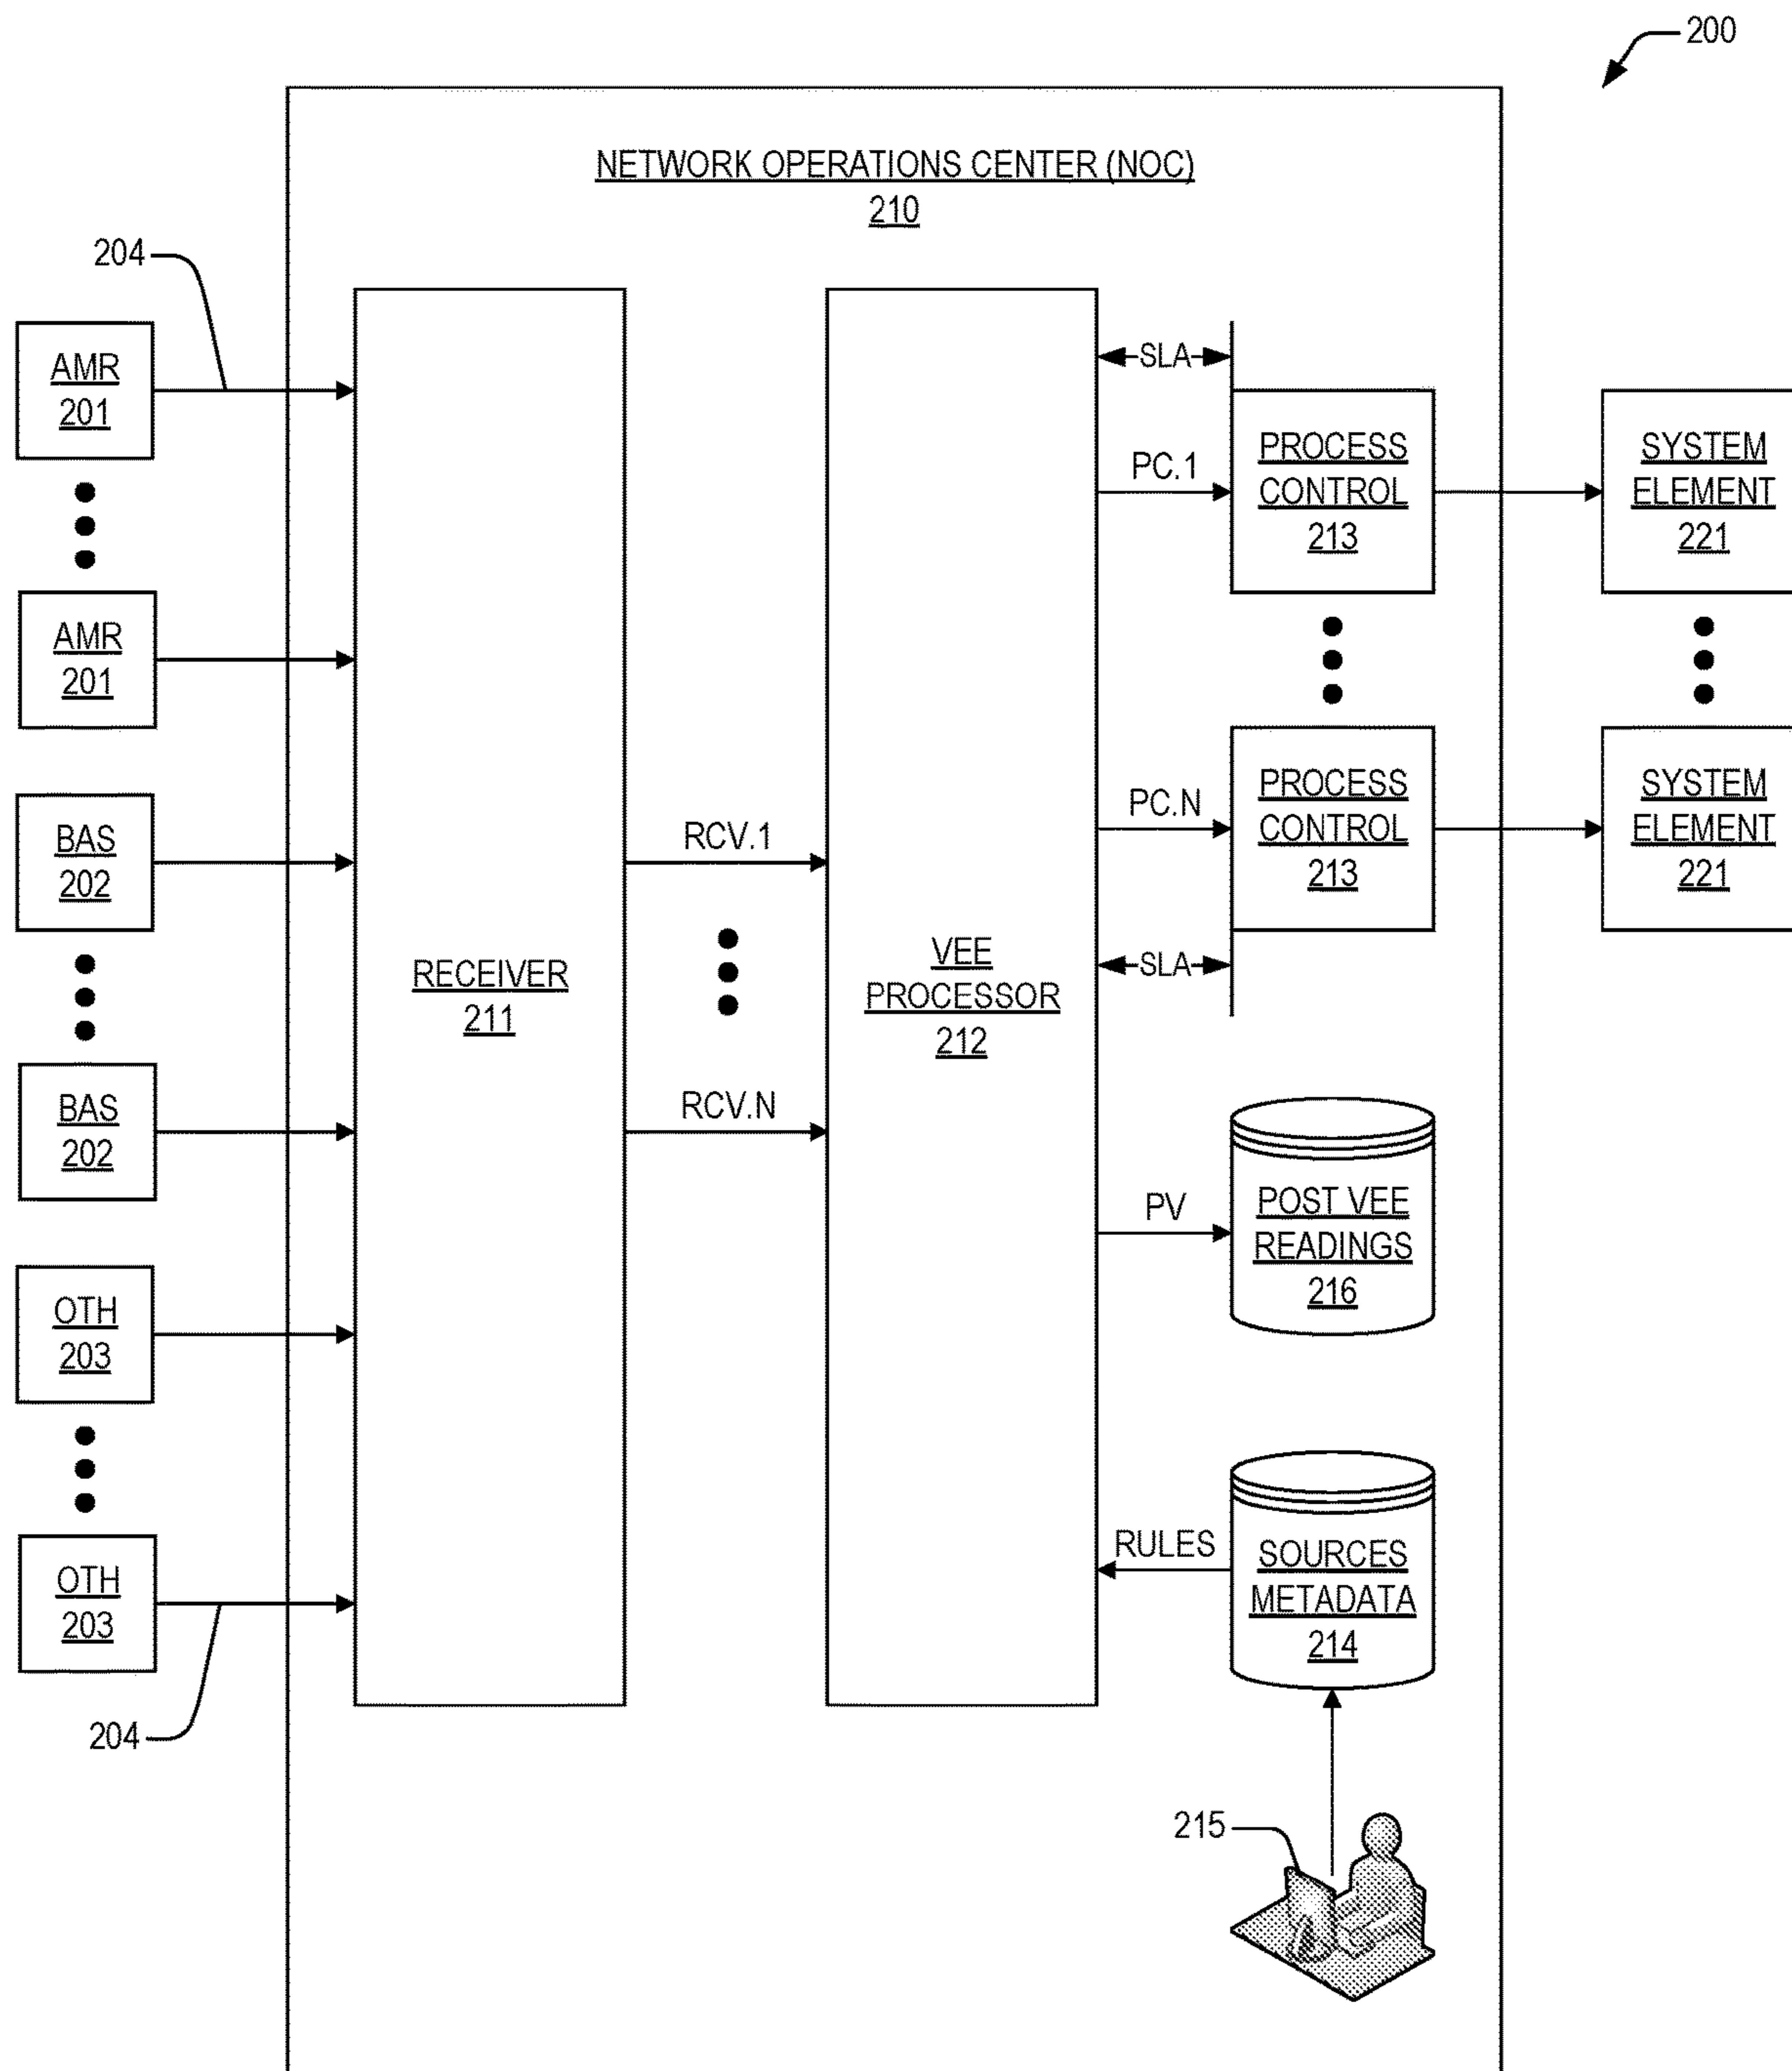 200
NETWORK OPERATIONS CENTER (NOC)
210
204
AMR
201
AMR
201
BAS
202
BAS
202
OTH
203
OTH
203
204
RECEIVER
211
RCV.1
RCV.N
VEE
PROCESSOR
212
SLA
PC.1
PC.N
SLA
PV
RULES
PROCESS
CONTROL
213
PROCESS
CONTROL
213
POST VEE
READINGS
216
SOURCES
METADATA
214
215
SYSTEM
ELEMENT
221
SYSTEM
ELEMENT
221